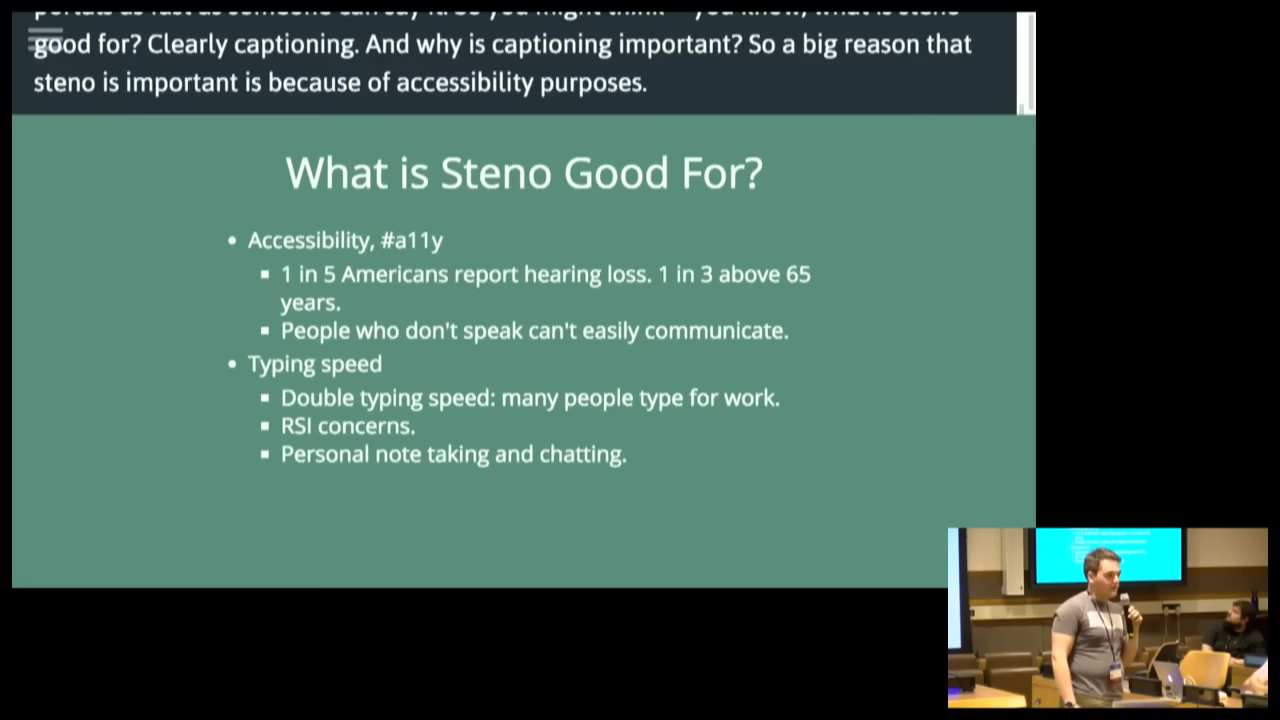 good for? Clearly captioning. And why is captioning important? So a big reason that
steno is important is because of accessibility purposes.
What is Steno Good For?
• Accessibility, #a11y
▪ 1 in 5 Americans report hearing loss. 1 in 3 above 65
years.
▪ People who don't speak can't easily communicate.
• Typing speed
▪ Double typing speed: many people type for work.
▪ RSI concerns.
▪ Personal note taking and chatting.